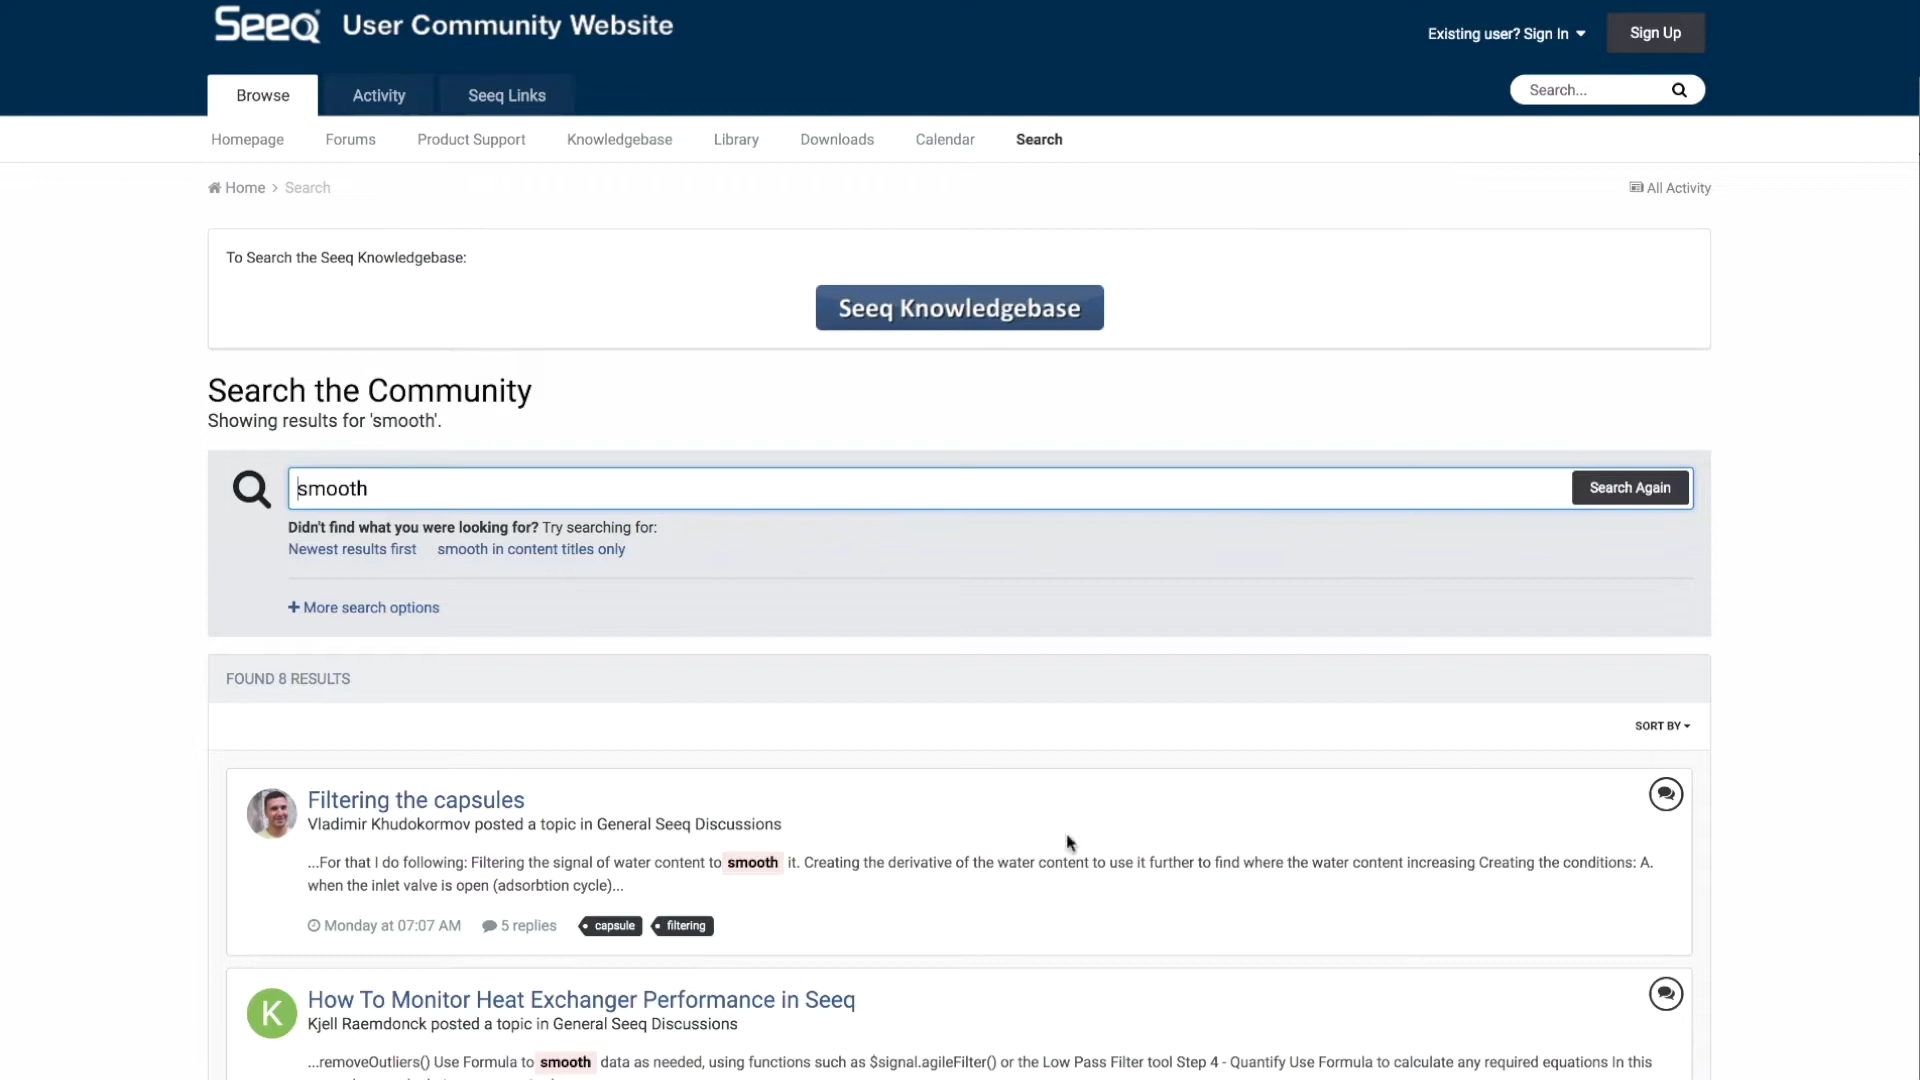 Seeq® User Community Website
Existing user? Sign In
Sign Up
Browse
Activity
Seeq Links
Search...
Homepage
Forums
Product Support
Knowledgebase
Library
Downloads
Calendar
Search
Home > Search
All Activity
To Search the Seeq Knowledgebase:
Seeq Knowledgebase
Search the Community
Showing results for 'smooth'.
smooth
Search Again
Didn't find what you were looking for? Try searching for:
Newest results first smooth in content titles only
+ More search options
FOUND 8 RESULTS
SORT BY
Filtering the capsules
Vladimir Khudokormov posted a topic in General Seeq Discussions
...For that I do following: Filtering the signal of water content to smooth it. Creating the derivative of the water content to use it further to find where the water content increasing Creating the conditions: A.
when the inlet valve is open (adsorbtion cycle)...
Monday at 07:07 AM 5 replies capsule filtering
K
How To Monitor Heat Exchanger Performance in Seeq
Kjell Raemdonck posted a topic in General Seeq Discussions
...removeOutliers() Use Formula to smooth data as needed, using functions such as $signal.agileFilter() or the Low Pass Filter tool Step 4 - Quantify Use Formula to calculate any required equations In this